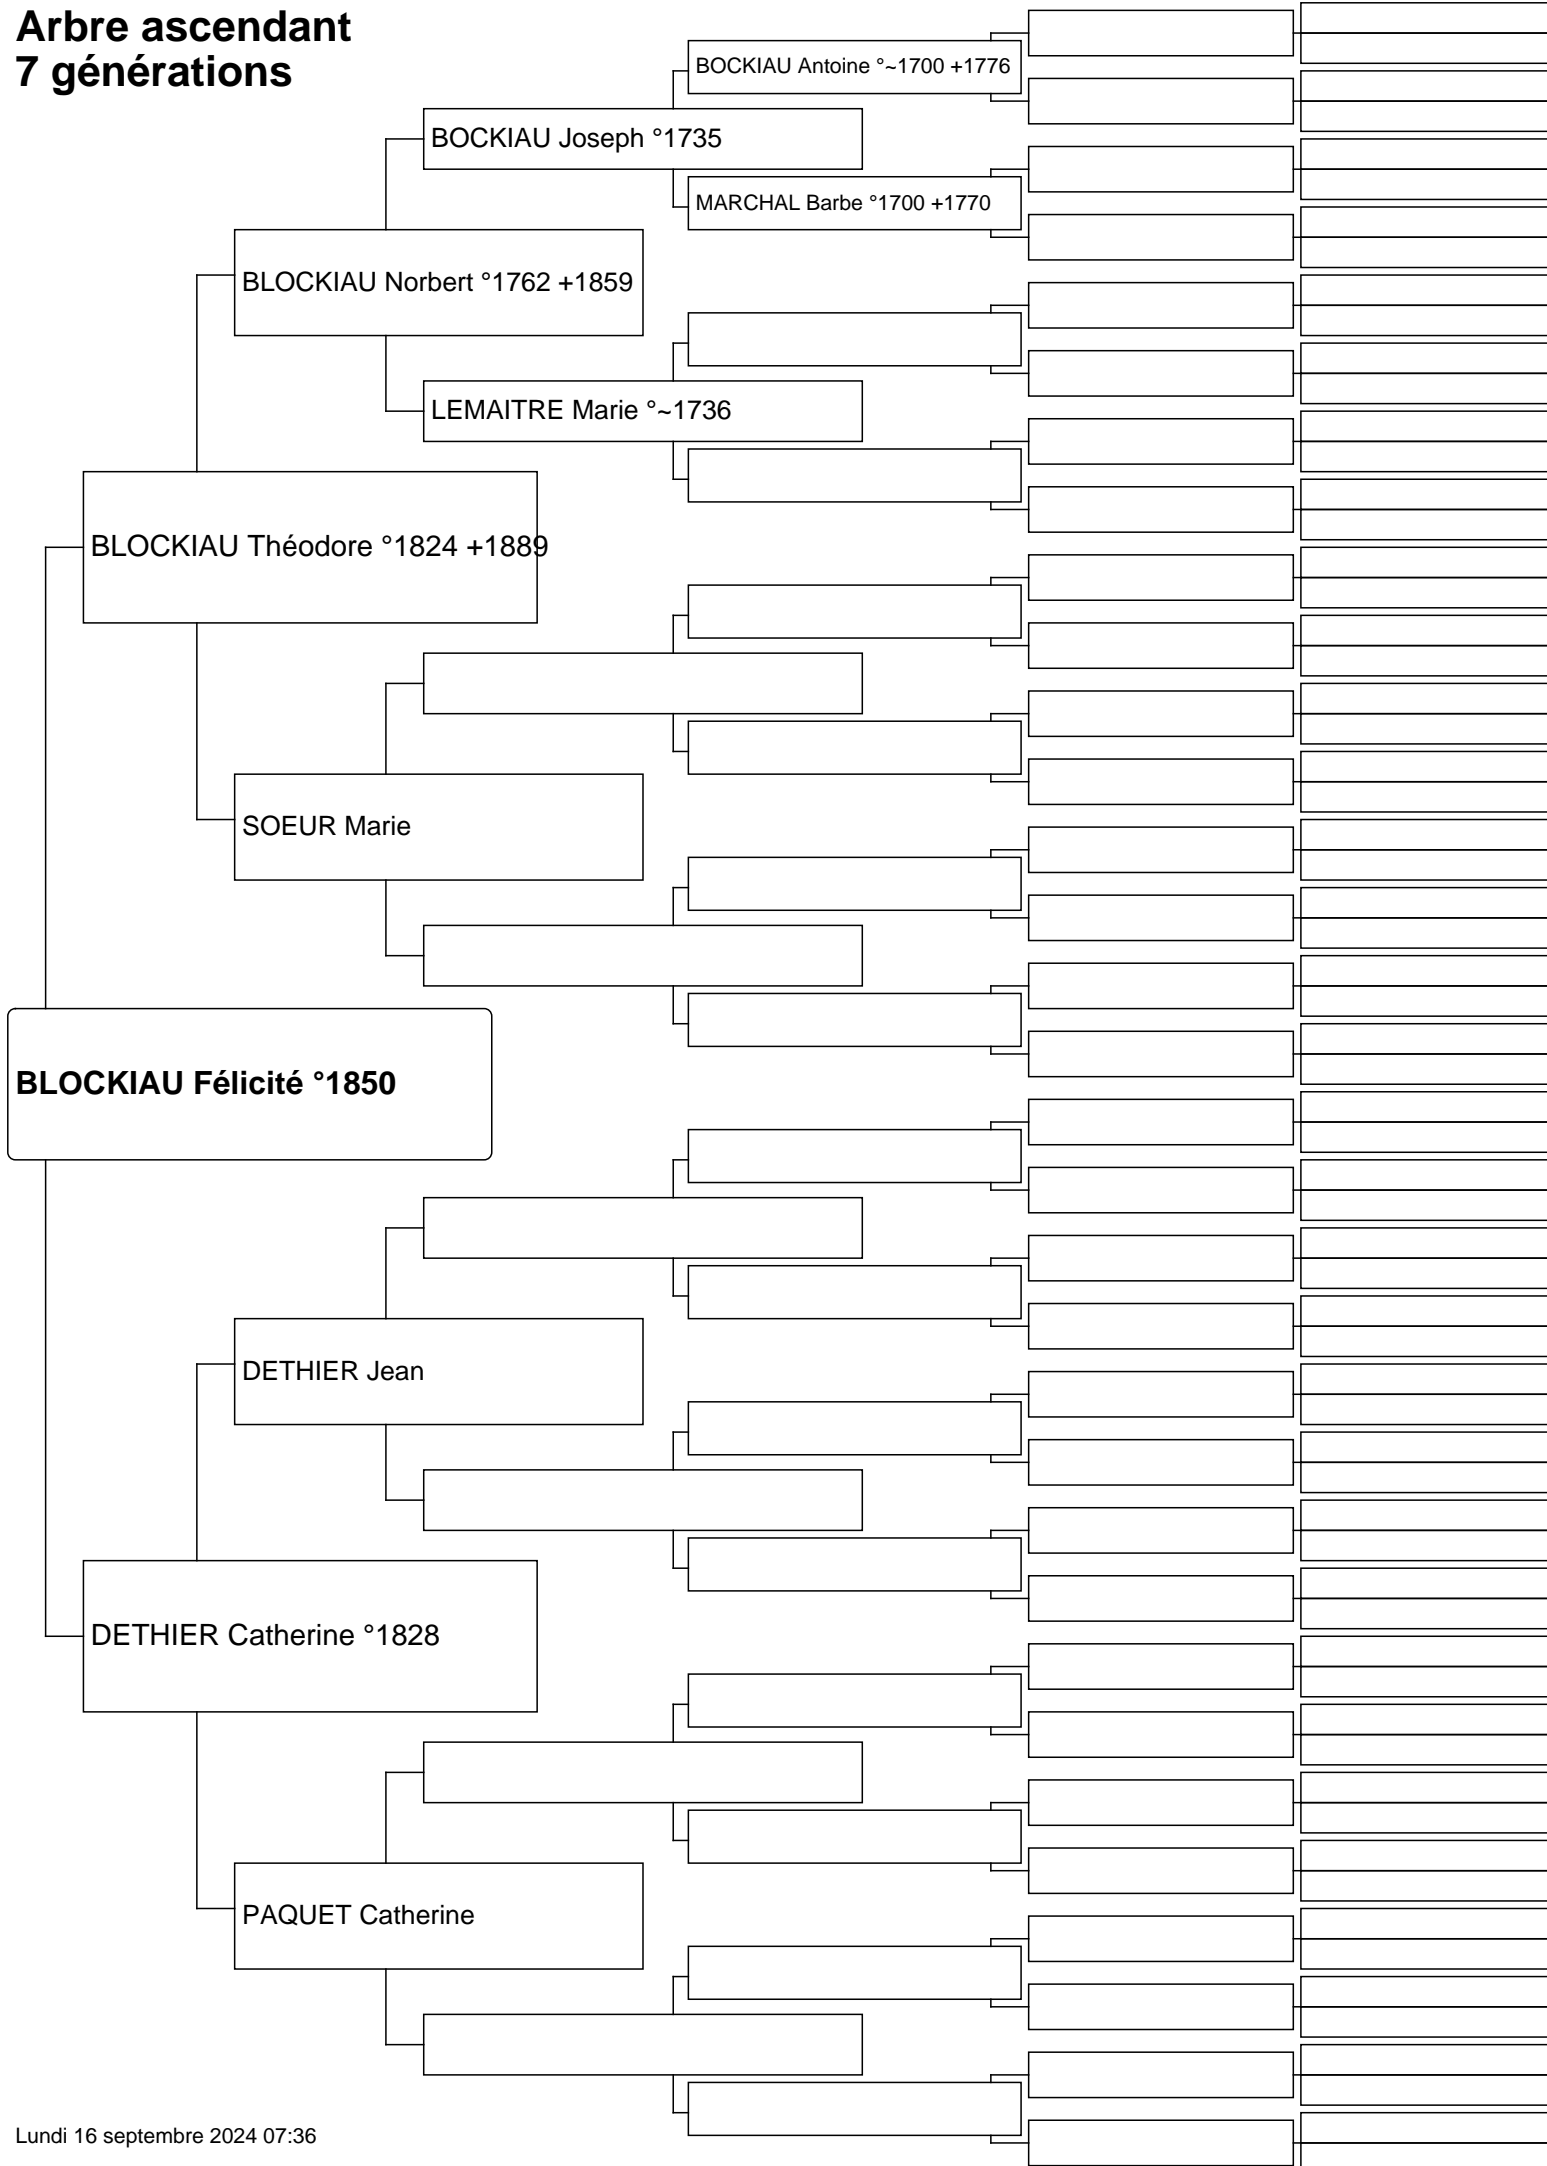 Arbre ascendant
7 générations
BOCKIAU Antoine °~1700 +1776
BOCKIAU Joseph °1735
MARCHAL Barbe °1700 +1770
BLOCKIAU Norbert °1762 +1859
LEMAITRE Marie °~1736
BLOCKIAU Théodore °1824 +1889
SOEUR Marie
BLOCKIAU Félicité °1850
DETHIER Jean
DETHIER Catherine °1828
PAQUET Catherine
Lundi 16 septembre 2024 07:36